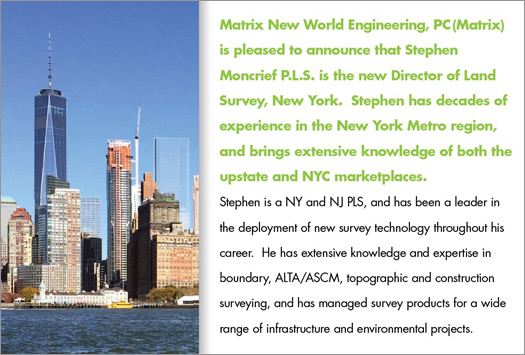 Matrix New World Engineering, PC(Matrix)
is pleased to announce that Stephen
Moncrief P.L.S. is the new Director of Land
Survey, New York.  Stephen has decades of
experience in the New York Metro region,
and brings extensive knowledge of both the
upstate and NYC marketplaces.
Stephen is a NY and NJ PLS, and has been a leader in
the deployment of new survey technology throughout his
career.  He has extensive knowledge and expertise in
boundary, ALTA/ASCM, topographic and construction
surveying, and has managed survey products for a wide
range of infrastructure and environmental projects.